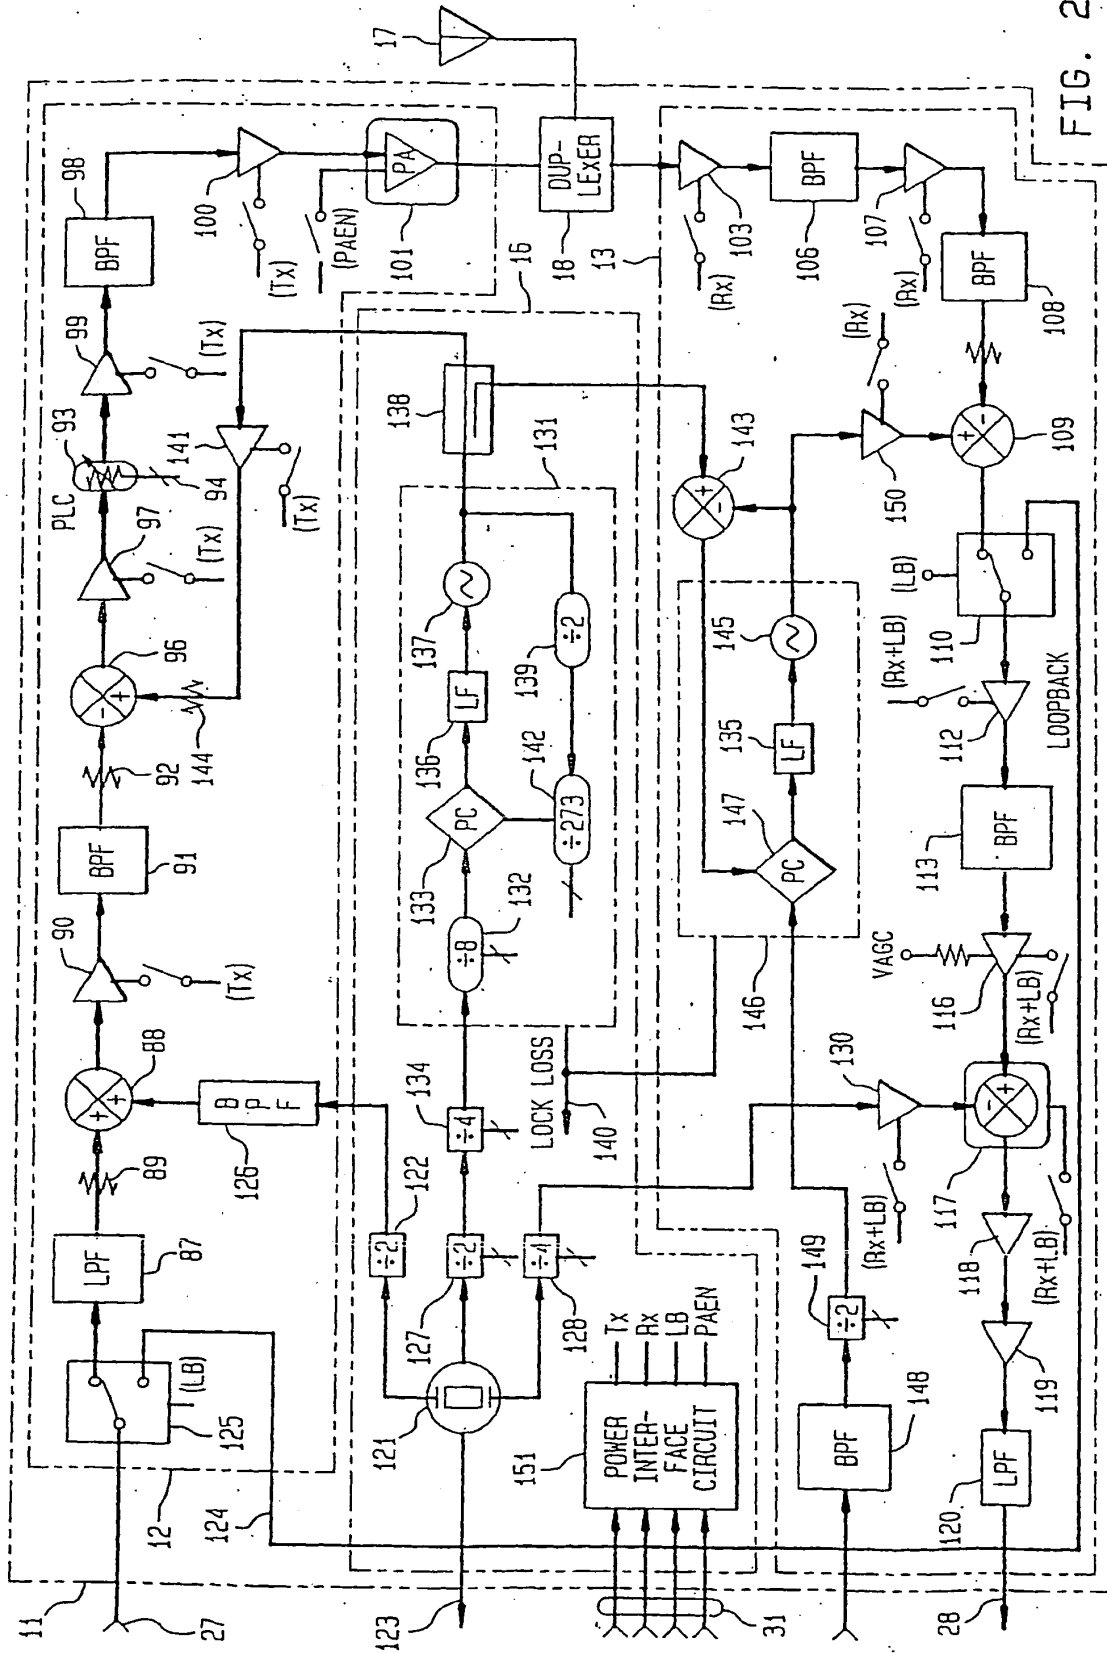 FIG. 2
11
27
12
124
125
(LB)
LPF
87
89
88
126
BPF
90
(Tx)
BPF
91
92
144
96
97
(Tx)
PLC
93
94
141
(Tx)
99
(Tx)
BPF
98
100
(Tx)
(PAEN)
PA
101
17
DUP-
LEXER
18
16
13
123
121
÷2
122
÷2
127
÷4
128
÷4
134
LOCK LOSS
140
÷8
132
133
PC
136
LF
137
142
÷273
139
÷2
131
138
31
151
POWER
INTER-
FACE
CIRCUIT
Tx
Rx
LB
PAEN
BPF
148
÷2
149
146
PC
147
135
LF
145
143
(Rx)
103
BPF
106
107
(Rx)
BPF
108
(Rx)
150
109
(LB)
110
LOOPBACK
(Rx+LB)
112
113
BPF
VAGC
116
(Rx+LB)
130
(Rx+LB)
117
118
(Rx+LB)
119
LPF
120
28